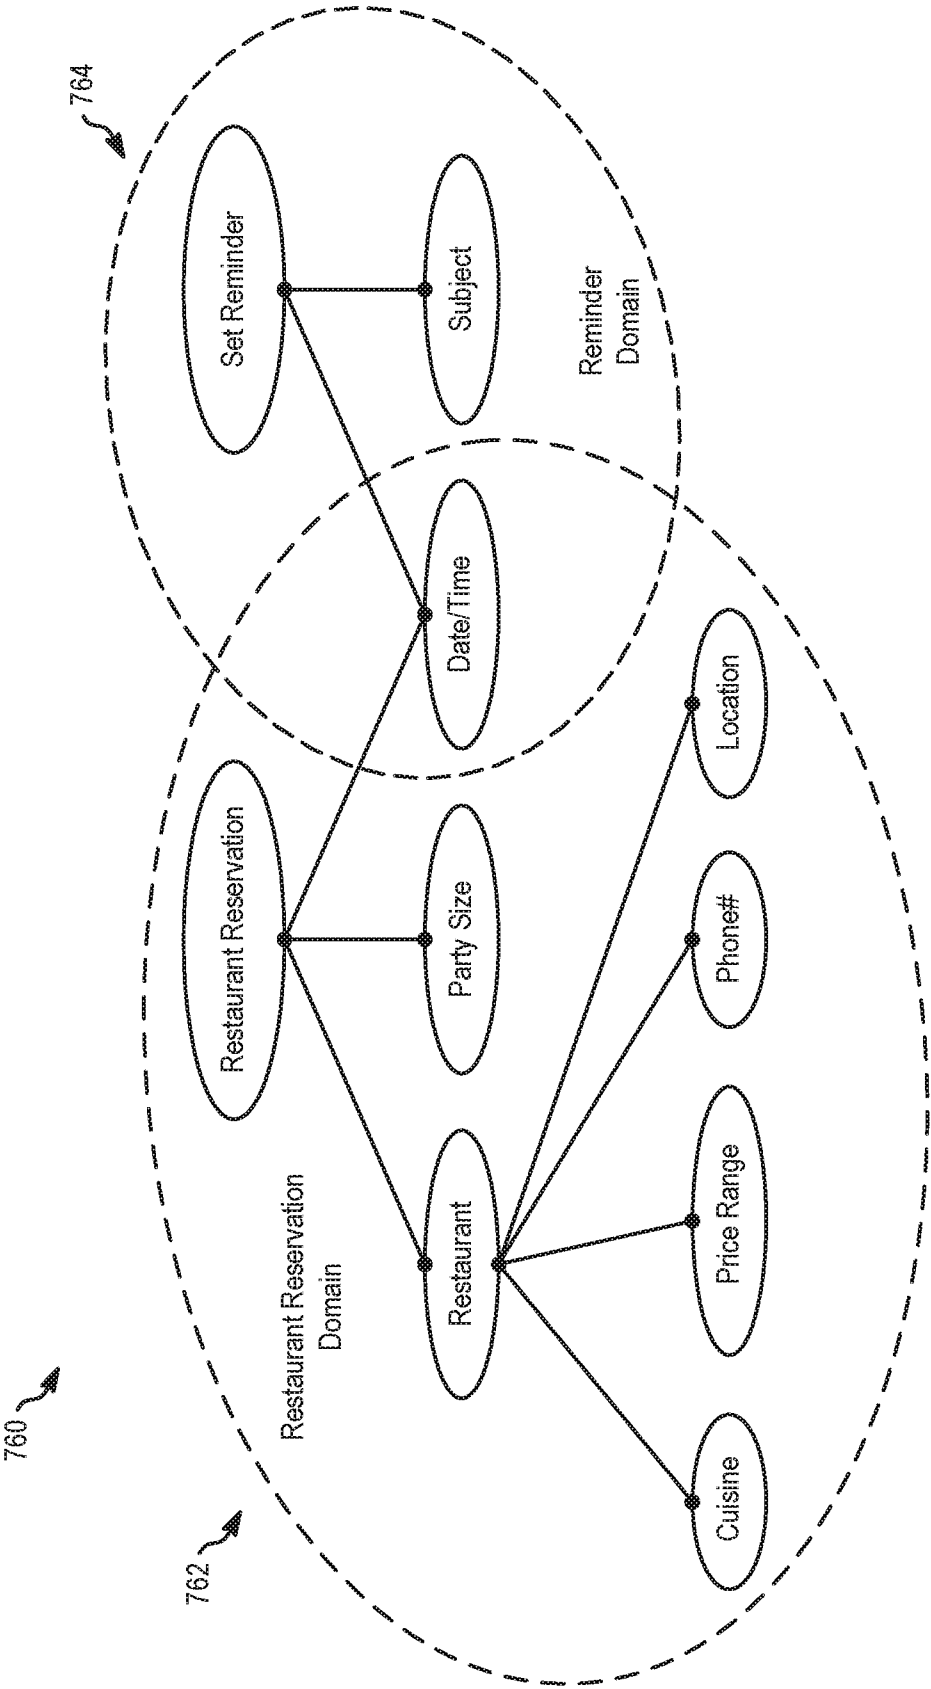 760
762
764
Restaurant Reservation
Set Reminder
Restaurant Reservation
Domain
Restaurant
Party Size
Date/Time
Subject
Reminder
Domain
Cuisine
Price Range
Phone#
Location